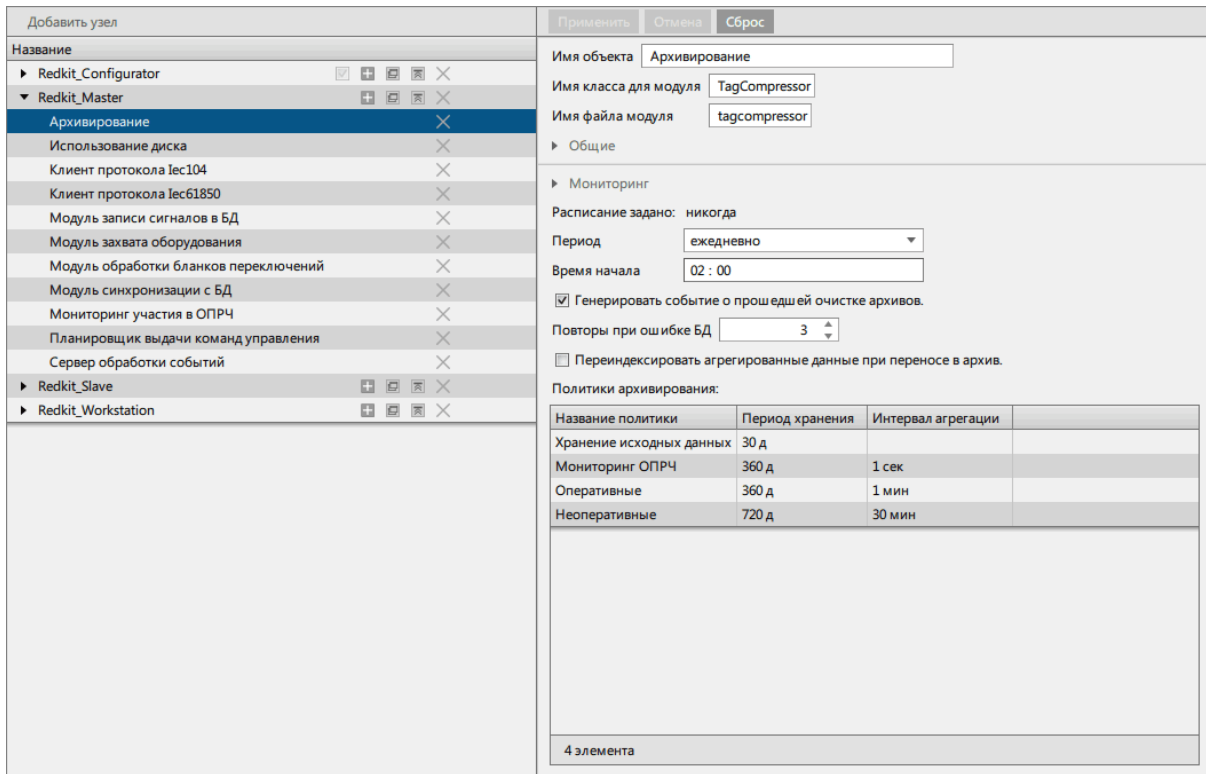 Добавить узел
Название
Redkit_Configurator
Redkit_Master
Архивирование
Использование диска
Клиент протокола Iec104
Клиент протокола Iec61850
Модуль записи сигналов в БД
Модуль захвата оборудования
Модуль обработки бланков переключений
Модуль синхронизации с БД
Мониторинг участия в ОПРЧ
Планировщик выдачи команд управления
Сервер обработки событий
Redkit_Slave
Redkit_Workstation
Применить Отмена Сброс
Имя объекта Архивирование
Имя класса для модуля TagCompressor
Имя файла модуля tagcompressor
Общие
Мониторинг
Расписание задано: никогда
Период ежедневно
Время начала 02 : 00
Генерировать событие о прошедшей очистке архивов.
Повторы при ошибке БД 3
Переиндексировать агрегированные данные при переносе в архив.
Политики архивирования:
Название политики Период хранения Интервал агрегации
Хранение исходных данных 30 д
Мониторинг ОПРЧ 360 д 1 сек
Оперативные 360 д 1 мин
Неоперативные 720 д 30 мин
4 элемента